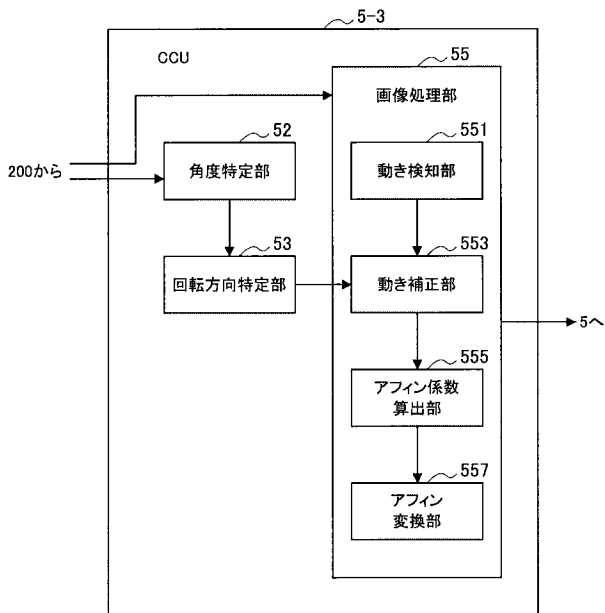 5-3
CCU
55
画像処理部
52
551
200から
角度特定部
動き検知部
53
553
回転方向特定部
動き補正部
5へ
555
アフィン係数
算出部
557
アフィン
変換部